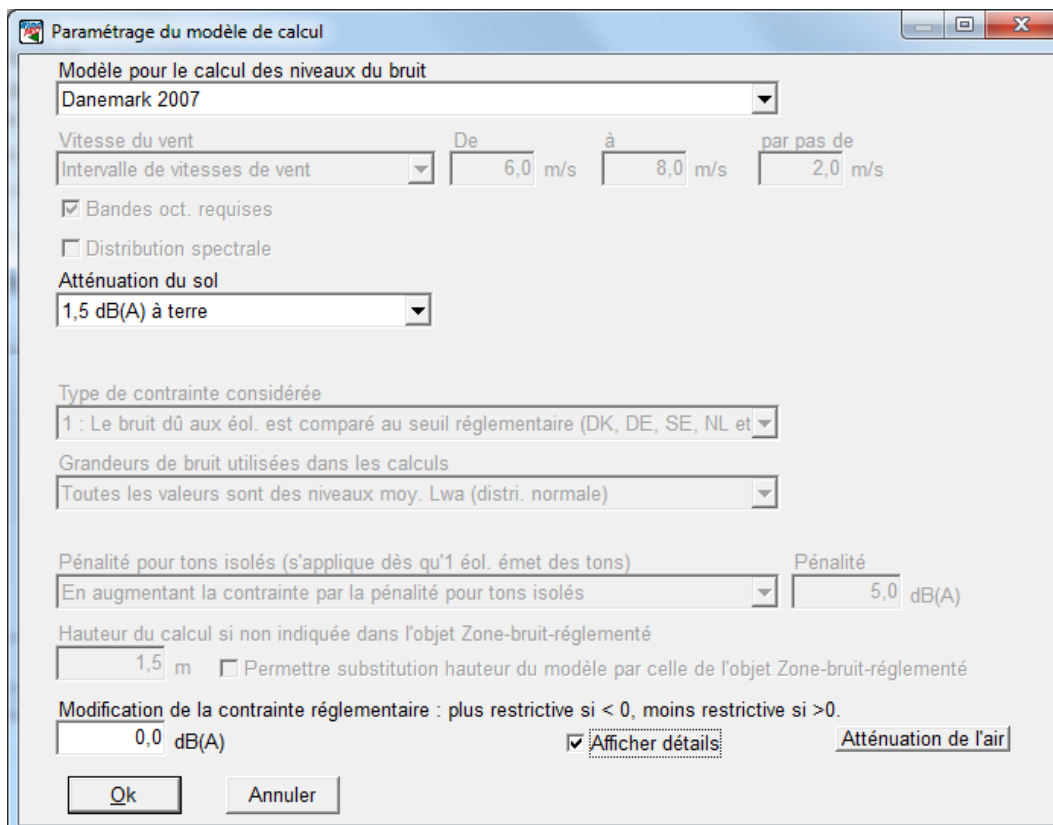 Paramétrage du modèle de calcul
Modèle pour le calcul des niveaux du bruit
Danemark 2007
Vitesse du vent De à par pas de
Intervalle de vitesses de vent 6,0 m/s 8,0 m/s 2,0 m/s
Bandes oct. requises
Distribution spectrale
Atténuation du sol
1,5 dB(A) à terre
Type de contrainte considérée
1 : Le bruit dû aux éol. est comparé au seuil réglementaire (DK, DE, SE, NL et
Grandeurs de bruit utilisées dans les calculs
Toutes les valeurs sont des niveaux moy. Lwa (distri. normale)
Pénalité pour tons isolés (s'applique dès qu'1 éol. émet des tons) Pénalité
En augmentant la contrainte par la pénalité pour tons isolés 5,0 dB(A)
Hauteur du calcul si non indiquée dans l'objet Zone-bruit-réglementé
1,5 m Permettre substitution hauteur du modèle par celle de l'objet Zone-bruit-réglementé
Modification de la contrainte réglementaire : plus restrictive si < 0, moins restrictive si >0.
0,0 dB(A) Afficher détails Atténuation de l'air
Ok Annuler